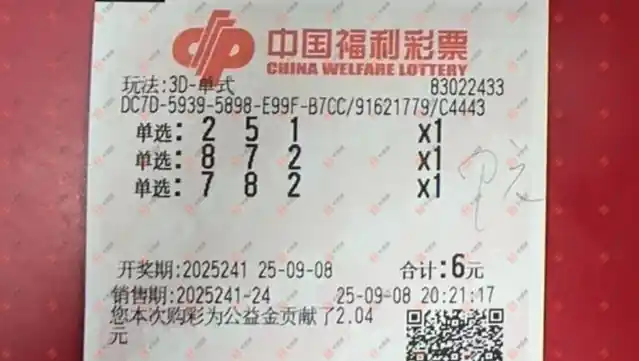 中国福利彩票
CHINA WELFARE LOTTERY
玩法:3D-单式 83022433
DC7D-5939-5898-E99F-B7CC/91621779/C4443
单选: 2 5 1 x1
单选: 8 7 2 x1
单选: 7 8 2 x1
开奖期:2025241 25-09-08 合计:6元
销售期:2025241-24 25-09-08 20:21:17
您本次购彩为公益金贡献了2.04
元